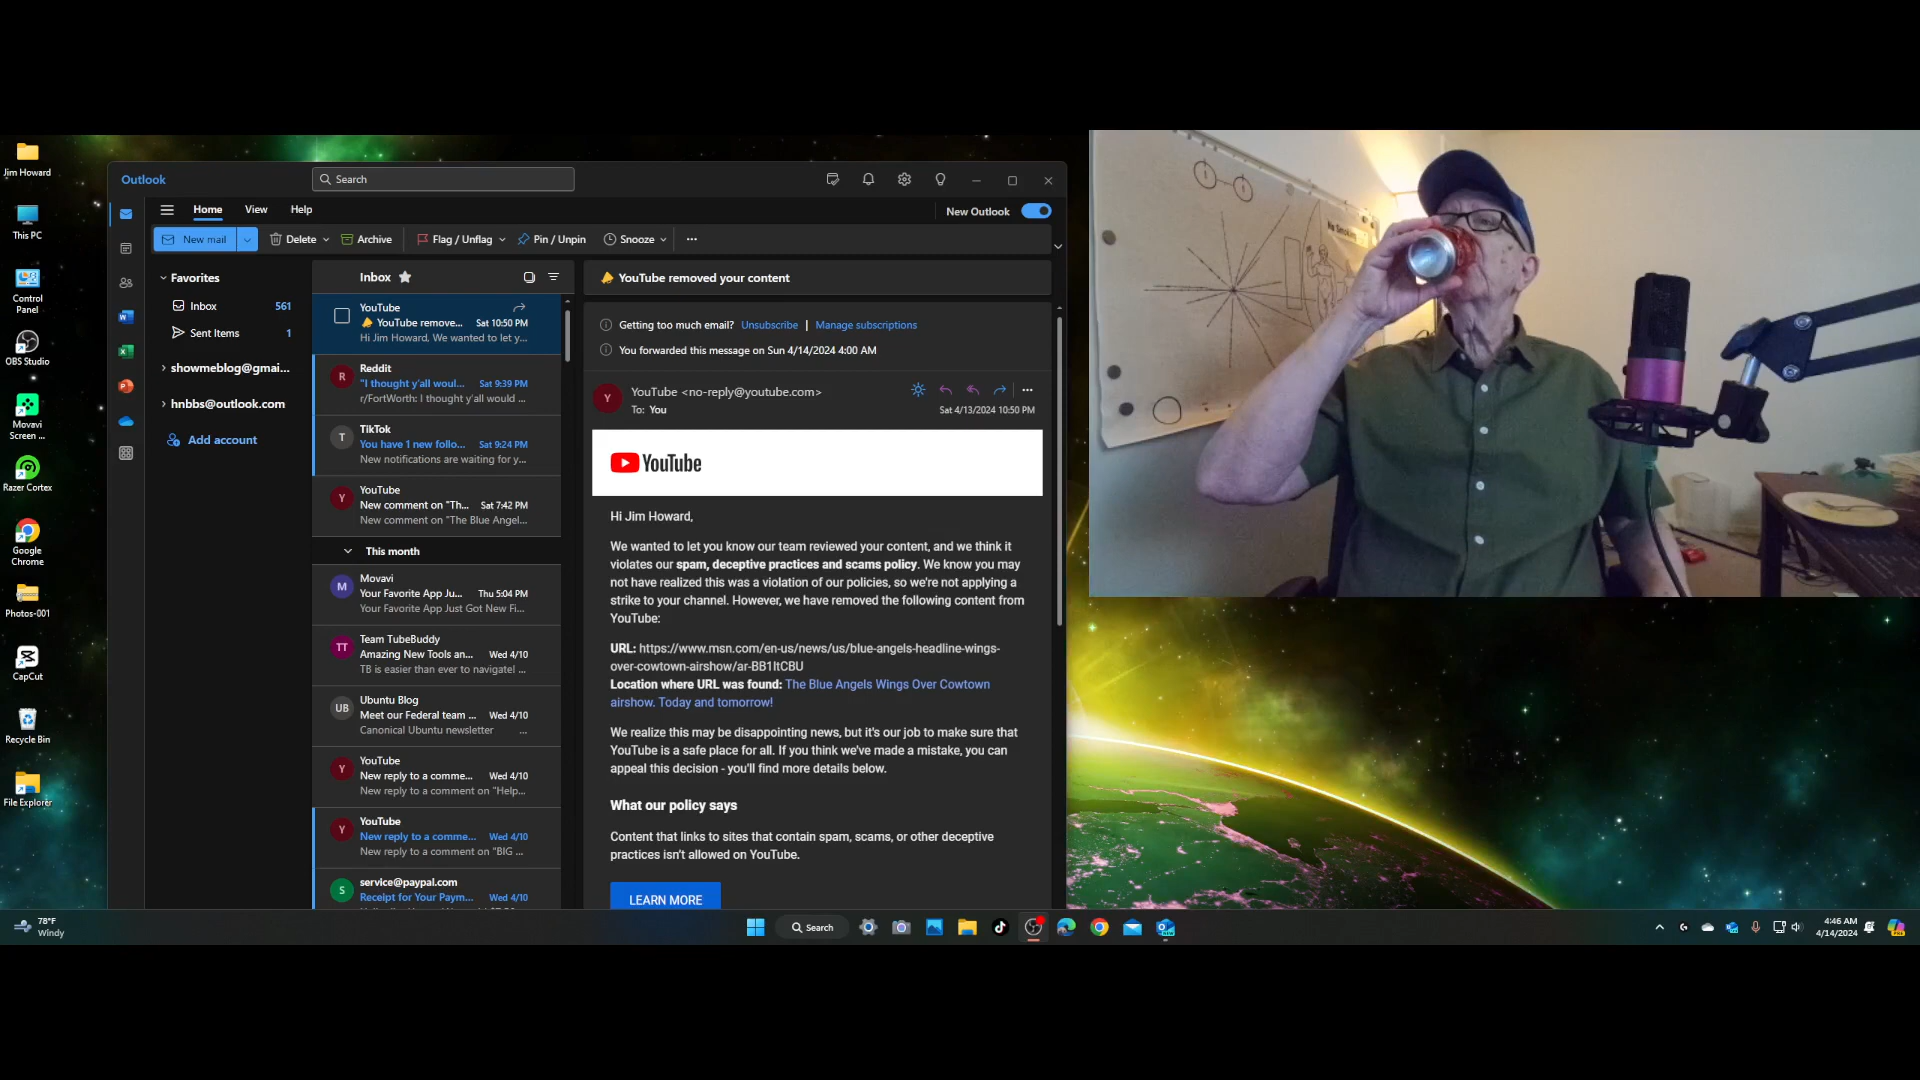 Jim Howard
This PC
Control
Panel
OBS Studio
Movavi
Screen ...
Razer Cortex
Google
Chrome
Photos-001
CapCut
Recycle Bin
File Explorer
Outlook
Search
Home
View
Help
New Outlook
New mail
Delete
Archive
Flag / Unflag
Pin / Unpin
Snooze
...
Favorites
Inbox 561
Sent Items 1
showmeblog@gmai...
hnbbs@outlook.com
Add account
Inbox
YouTube
YouTube remove... Sat 10:50 PM
Hi Jim Howard, We wanted to let y...
R
Reddit
"I thought y'all woul... Sat 9:39 PM
r/FortWorth: I thought y'all would ...
T
TikTok
You have 1 new follo... Sat 9:24 PM
New notifications are waiting for y...
Y
YouTube
New comment on "Th... Sat 7:42 PM
New comment on "The Blue Angel...
This month
M
Movavi
Your Favorite App Ju... Thu 5:04 PM
Your Favorite App Just Got New Fi...
TT
Team TubeBuddy
Amazing New Tools an... Wed 4/10
TB is easier than ever to navigate! ...
UB
Ubuntu Blog
Meet our Federal team ... Wed 4/10
Canonical Ubuntu newsletter ...
Y
YouTube
New reply to a comme... Wed 4/10
New reply to a comment on "Help...
Y
YouTube
New reply to a comme... Wed 4/10
New reply to a comment on "BIG ...
S
service@paypal.com
Receipt for Your Paym... Wed 4/10
YouTube removed your content
Getting too much email? Unsubscribe | Manage subscriptions
You forwarded this message on Sun 4/14/2024 4:00 AM
Y
YouTube <no-reply@youtube.com>
To: You
Sat 4/13/2024 10:50 PM
YouTube
Hi Jim Howard,
We wanted to let you know our team reviewed your content, and we think it
violates our spam, deceptive practices and scams policy. We know you may
not have realized this was a violation of our policies, so we're not applying a
strike to your channel. However, we have removed the following content from
YouTube:
URL: https://www.msn.com/en-us/news/us/blue-angels-headline-wings-
over-cowtown-airshow/ar-BB1ltCBU
Location where URL was found: The Blue Angels Wings Over Cowtown
airshow. Today and tomorrow!
We realize this may be disappointing news, but it's our job to make sure that
YouTube is a safe place for all. If you think we've made a mistake, you can
appeal this decision - you'll find more details below.
What our policy says
Content that links to sites that contain spam, scams, or other deceptive
practices isn't allowed on YouTube.
LEARN MORE
No Smoking
78°F
Windy
Search
4:46 AM
4/14/2024